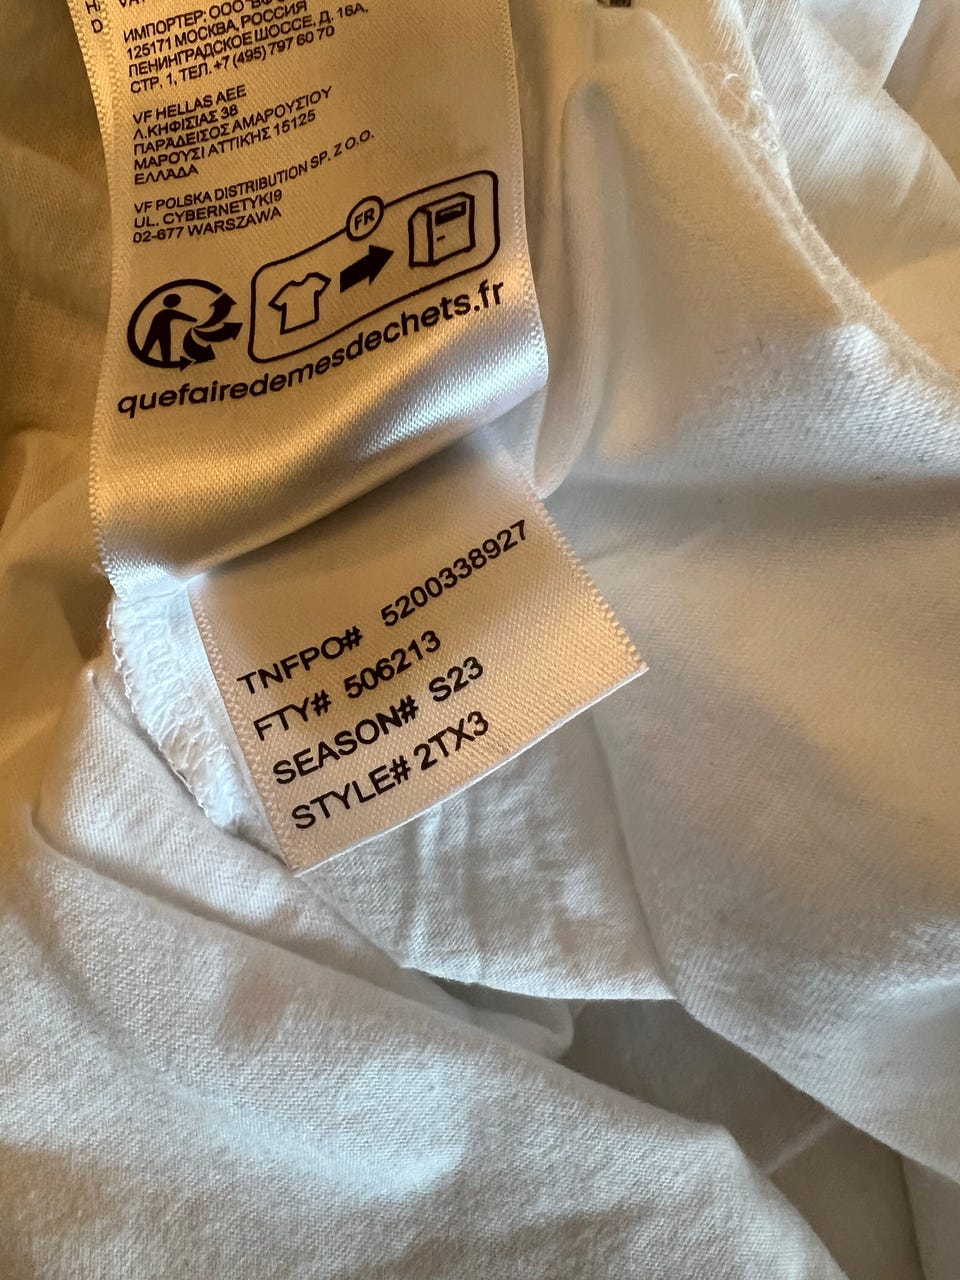 ИМПОРТЕР: ООО "ВФ
125171 МОСКВА, РОССИЯ
ЛЕНИНГРАДСКОЕ ШОССЕ, Д. 16А,
СТР. 1, ТЕЛ. +7 (495) 797 60 70
VF HELLAS AEE
Λ.ΚΗΦΙΣΙΑΣ 38
ΠΑΡΑΔΕΙΣΟΣ ΑΜΑΡΟΥΣΙΟΥ
ΜΑΡΟΥΣΙ ΑΤΤΙΚΗΣ 15125
ΕΛΛΑΔΑ
VF POLSKA DISTRIBUTION SP. Z O.O.
UL. CYBERNETYKI9
02-677 WARSZAWA
FR
quefairedemesdechets.fr
TNFPO# 5200338927
FTY# 506213
SEASON# S23
STYLE# 2TX3